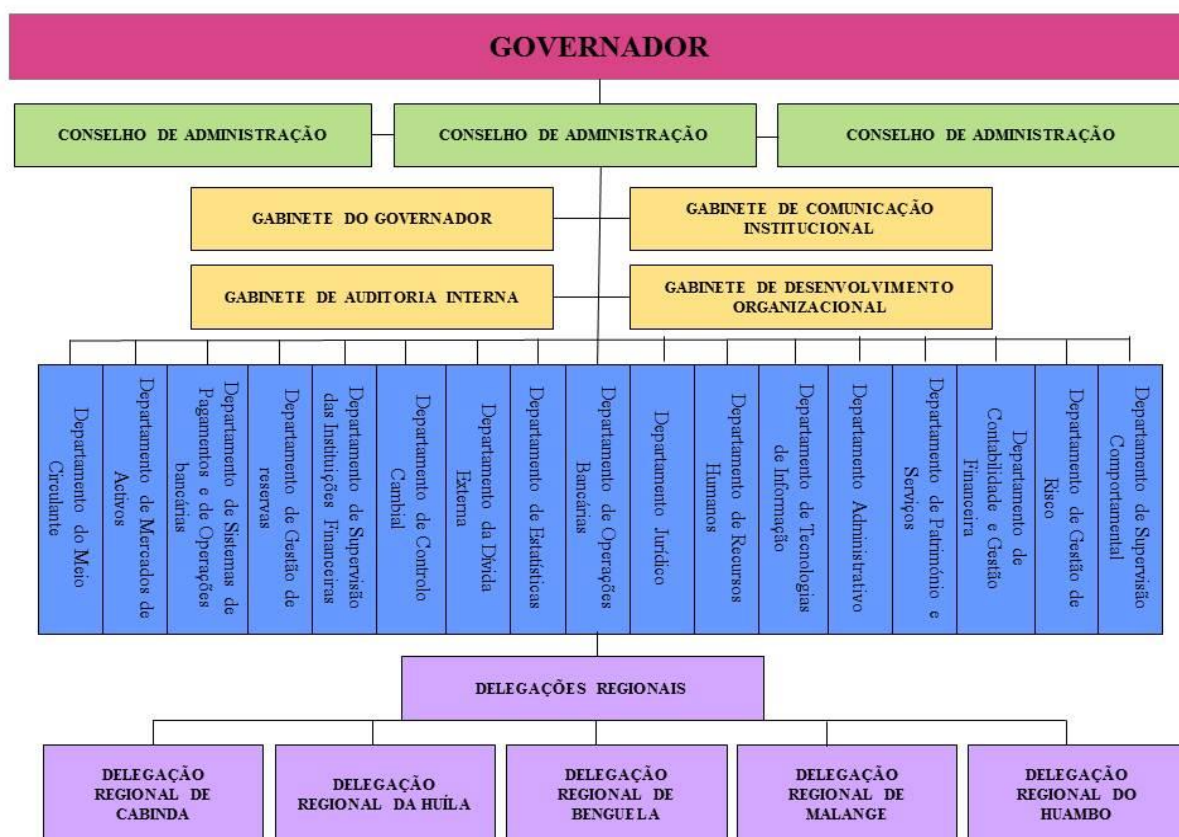 GOVERNADOR
CONSELHO DE ADMINISTRAÇÃO
CONSELHO DE ADMINISTRAÇÃO
CONSELHO DE ADMINISTRAÇÃO
GABINETE DO GOVERNADOR
GABINETE DE COMUNICAÇÃO
INSTITUCIONAL
GABINETE DE AUDITORIA INTERNA
GABINETE DE DESENVOLVIMENTO
ORGANIZACIONAL
Departamento do Meio
Circulante
Departamento de Mercados de
Activos
Departamento de Sistemas de
Pagamentos e de Operações
bancárias
Departamento de Gestão de
reservas
Departamento de Supervisão
das Instituições Financeiras
Departamento de Controlo
Cambial
Departamento da Dívida
Externa
Departamento de Estatísticas
Departamento de Operações
Bancárias
Departamento Jurídico
Departamento de Recursos
Humanos
Departamento de Tecnologias
de Informação
Departamento Administrativo
Departamento de Património e
Serviços
Departamento de
Contabilidade e Gestão
Financeira
Departamento de Gestão de
Risco
Departamento de Supervisão
Comportamental
DELEGAÇÕES REGIONAIS
DELEGAÇÃO
REGIONAL DE
CABINDA
DELEGAÇÃO
REGIONAL DA HUÍLA
DELEGAÇÃO
REGIONAL DE
BENGUELA
DELEGAÇÃO
REGIONAL DE
MALANGE
DELEGAÇÃO
REGIONAL DO
HUAMBO